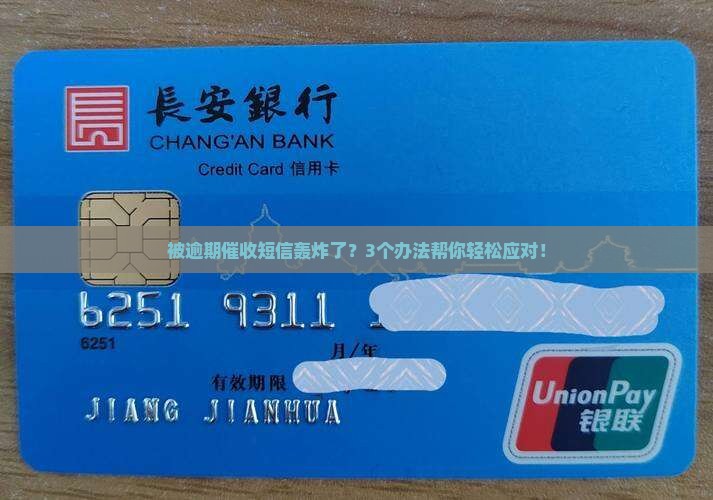 長安銀行
CHANG'AN BANK
Credit Card 信用卡
被逾期催收短信轰炸了？3个办法帮你轻松应对！
6251 9311 1
6251
月/年
有效期限
JIANG JIANHUA
UnionPay
银联